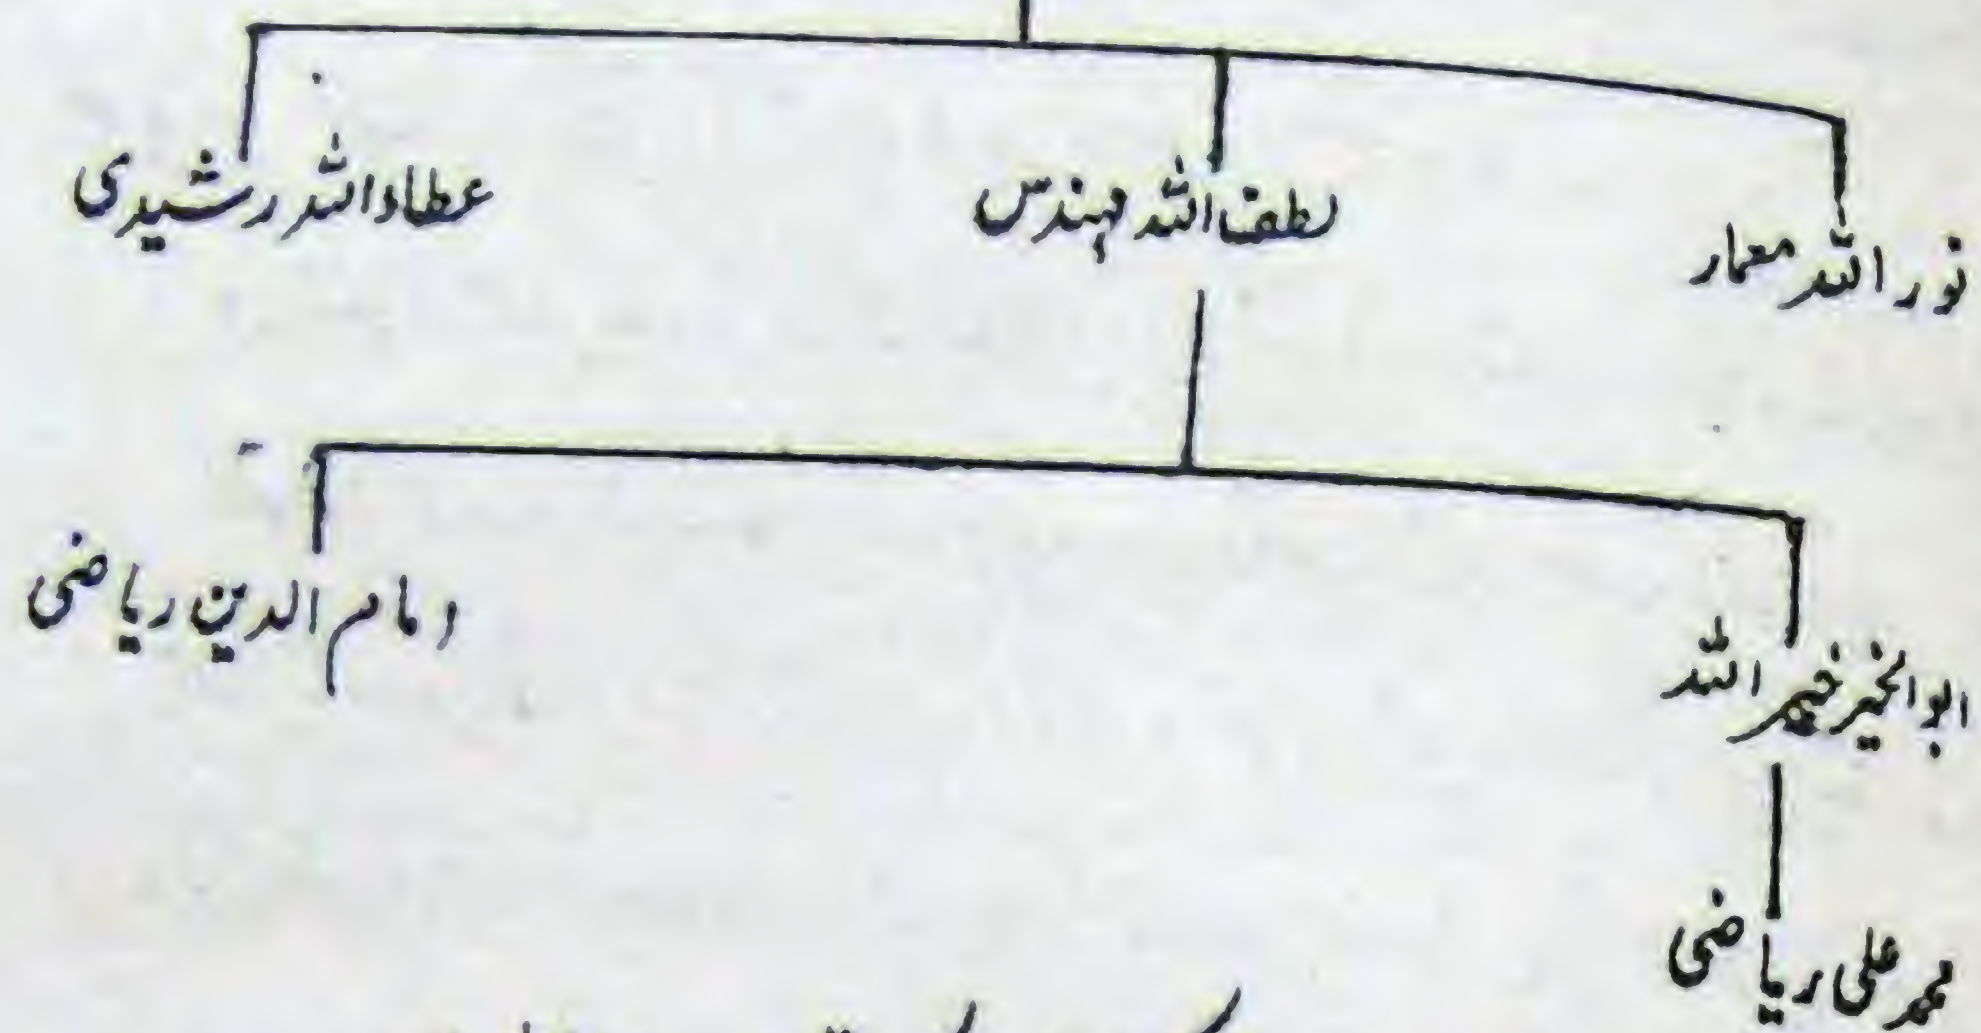 نور اللہ معمار
لطف اللہ مہندس
عطاء اللہ رشیدی
ابوالخیر خیر اللہ
امام الدین ریاضی
محمد علی ریاضی